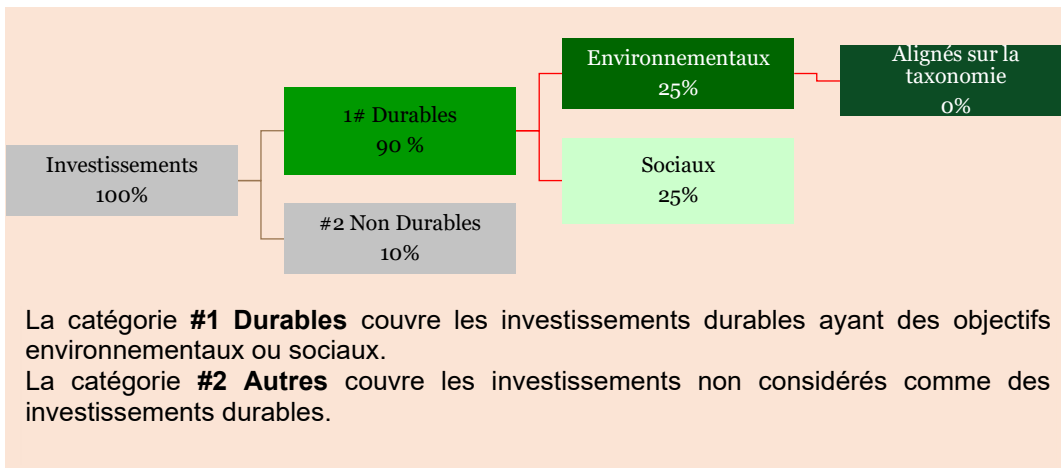 Investissements
100%
1# Durables
90 %
#2 Non Durables
10%
Environnementaux
25%
Sociaux
25%
Alignés sur la
taxonomie
0%
La catégorie #1 Durables couvre les investissements durables ayant des objectifs
environnementaux ou sociaux.
La catégorie #2 Autres couvre les investissements non considérés comme des
investissements durables.